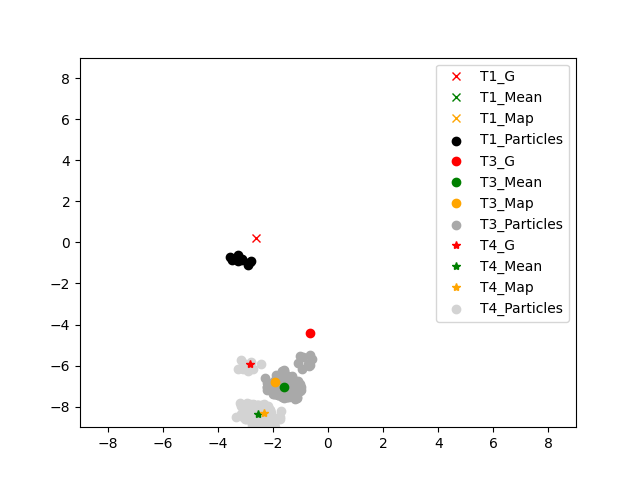 T1_G
T1_Mean
T1_Map
T1_Particles
T3_G
T3_Mean
T3_Map
T3_Particles
T4_G
T4_Mean
T4_Map
T4_Particles
8
6
4
2
0
−2
−4
−6
−8
−8 −6 −4 −2 0 2 4 6 8